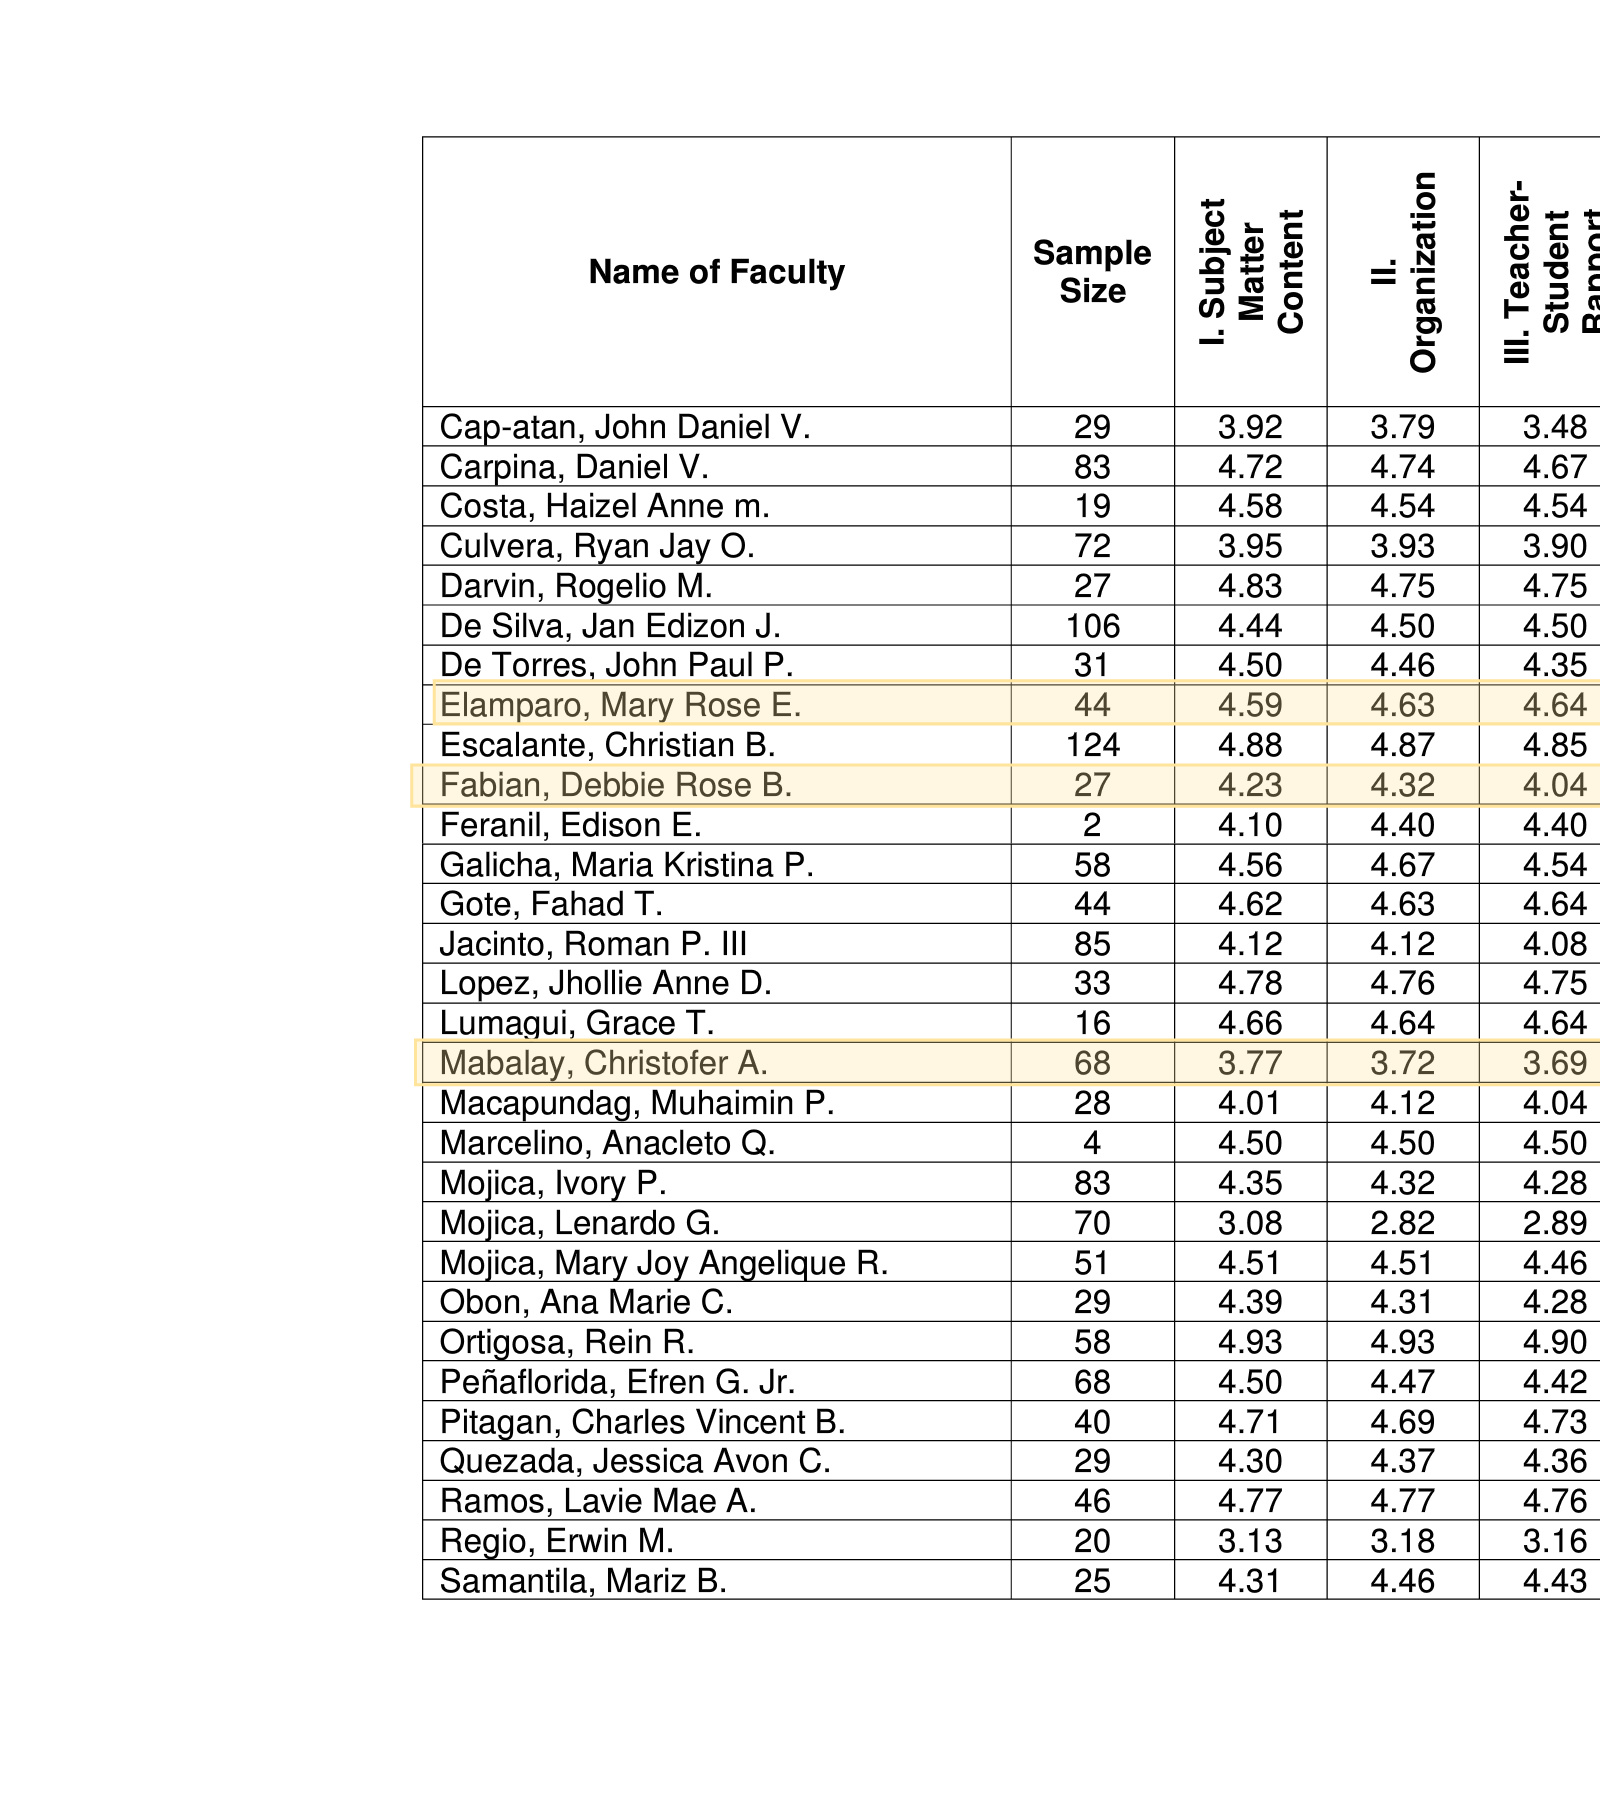 Name of Faculty Sample Size I. Subject Matter Content II. Organization III. Teacher-Student Rapport
Cap-atan, John Daniel V. 29 3.92 3.79 3.48
Carpina, Daniel V. 83 4.72 4.74 4.67
Costa, Haizel Anne m. 19 4.58 4.54 4.54
Culvera, Ryan Jay O. 72 3.95 3.93 3.90
Darvin, Rogelio M. 27 4.83 4.75 4.75
De Silva, Jan Edizon J. 106 4.44 4.50 4.50
De Torres, John Paul P. 31 4.50 4.46 4.35
Elamparo, Mary Rose E. 44 4.59 4.63 4.64
Escalante, Christian B. 124 4.88 4.87 4.85
Fabian, Debbie Rose B. 27 4.23 4.32 4.04
Feranil, Edison E. 2 4.10 4.40 4.40
Galicha, Maria Kristina P. 58 4.56 4.67 4.54
Gote, Fahad T. 44 4.62 4.63 4.64
Jacinto, Roman P. III 85 4.12 4.12 4.08
Lopez, Jhollie Anne D. 33 4.78 4.76 4.75
Lumagui, Grace T. 16 4.66 4.64 4.64
Mabalay, Christofer A. 68 3.77 3.72 3.69
Macapundag, Muhaimin P. 28 4.01 4.12 4.04
Marcelino, Anacleto Q. 4 4.50 4.50 4.50
Mojica, Ivory P. 83 4.35 4.32 4.28
Mojica, Lenardo G. 70 3.08 2.82 2.89
Mojica, Mary Joy Angelique R. 51 4.51 4.51 4.46
Obon, Ana Marie C. 29 4.39 4.31 4.28
Ortigosa, Rein R. 58 4.93 4.93 4.90
Peñaflorida, Efren G. Jr. 68 4.50 4.47 4.42
Pitagan, Charles Vincent B. 40 4.71 4.69 4.73
Quezada, Jessica Avon C. 29 4.30 4.37 4.36
Ramos, Lavie Mae A. 46 4.77 4.77 4.76
Regio, Erwin M. 20 3.13 3.18 3.16
Samantila, Mariz B. 25 4.31 4.46 4.43